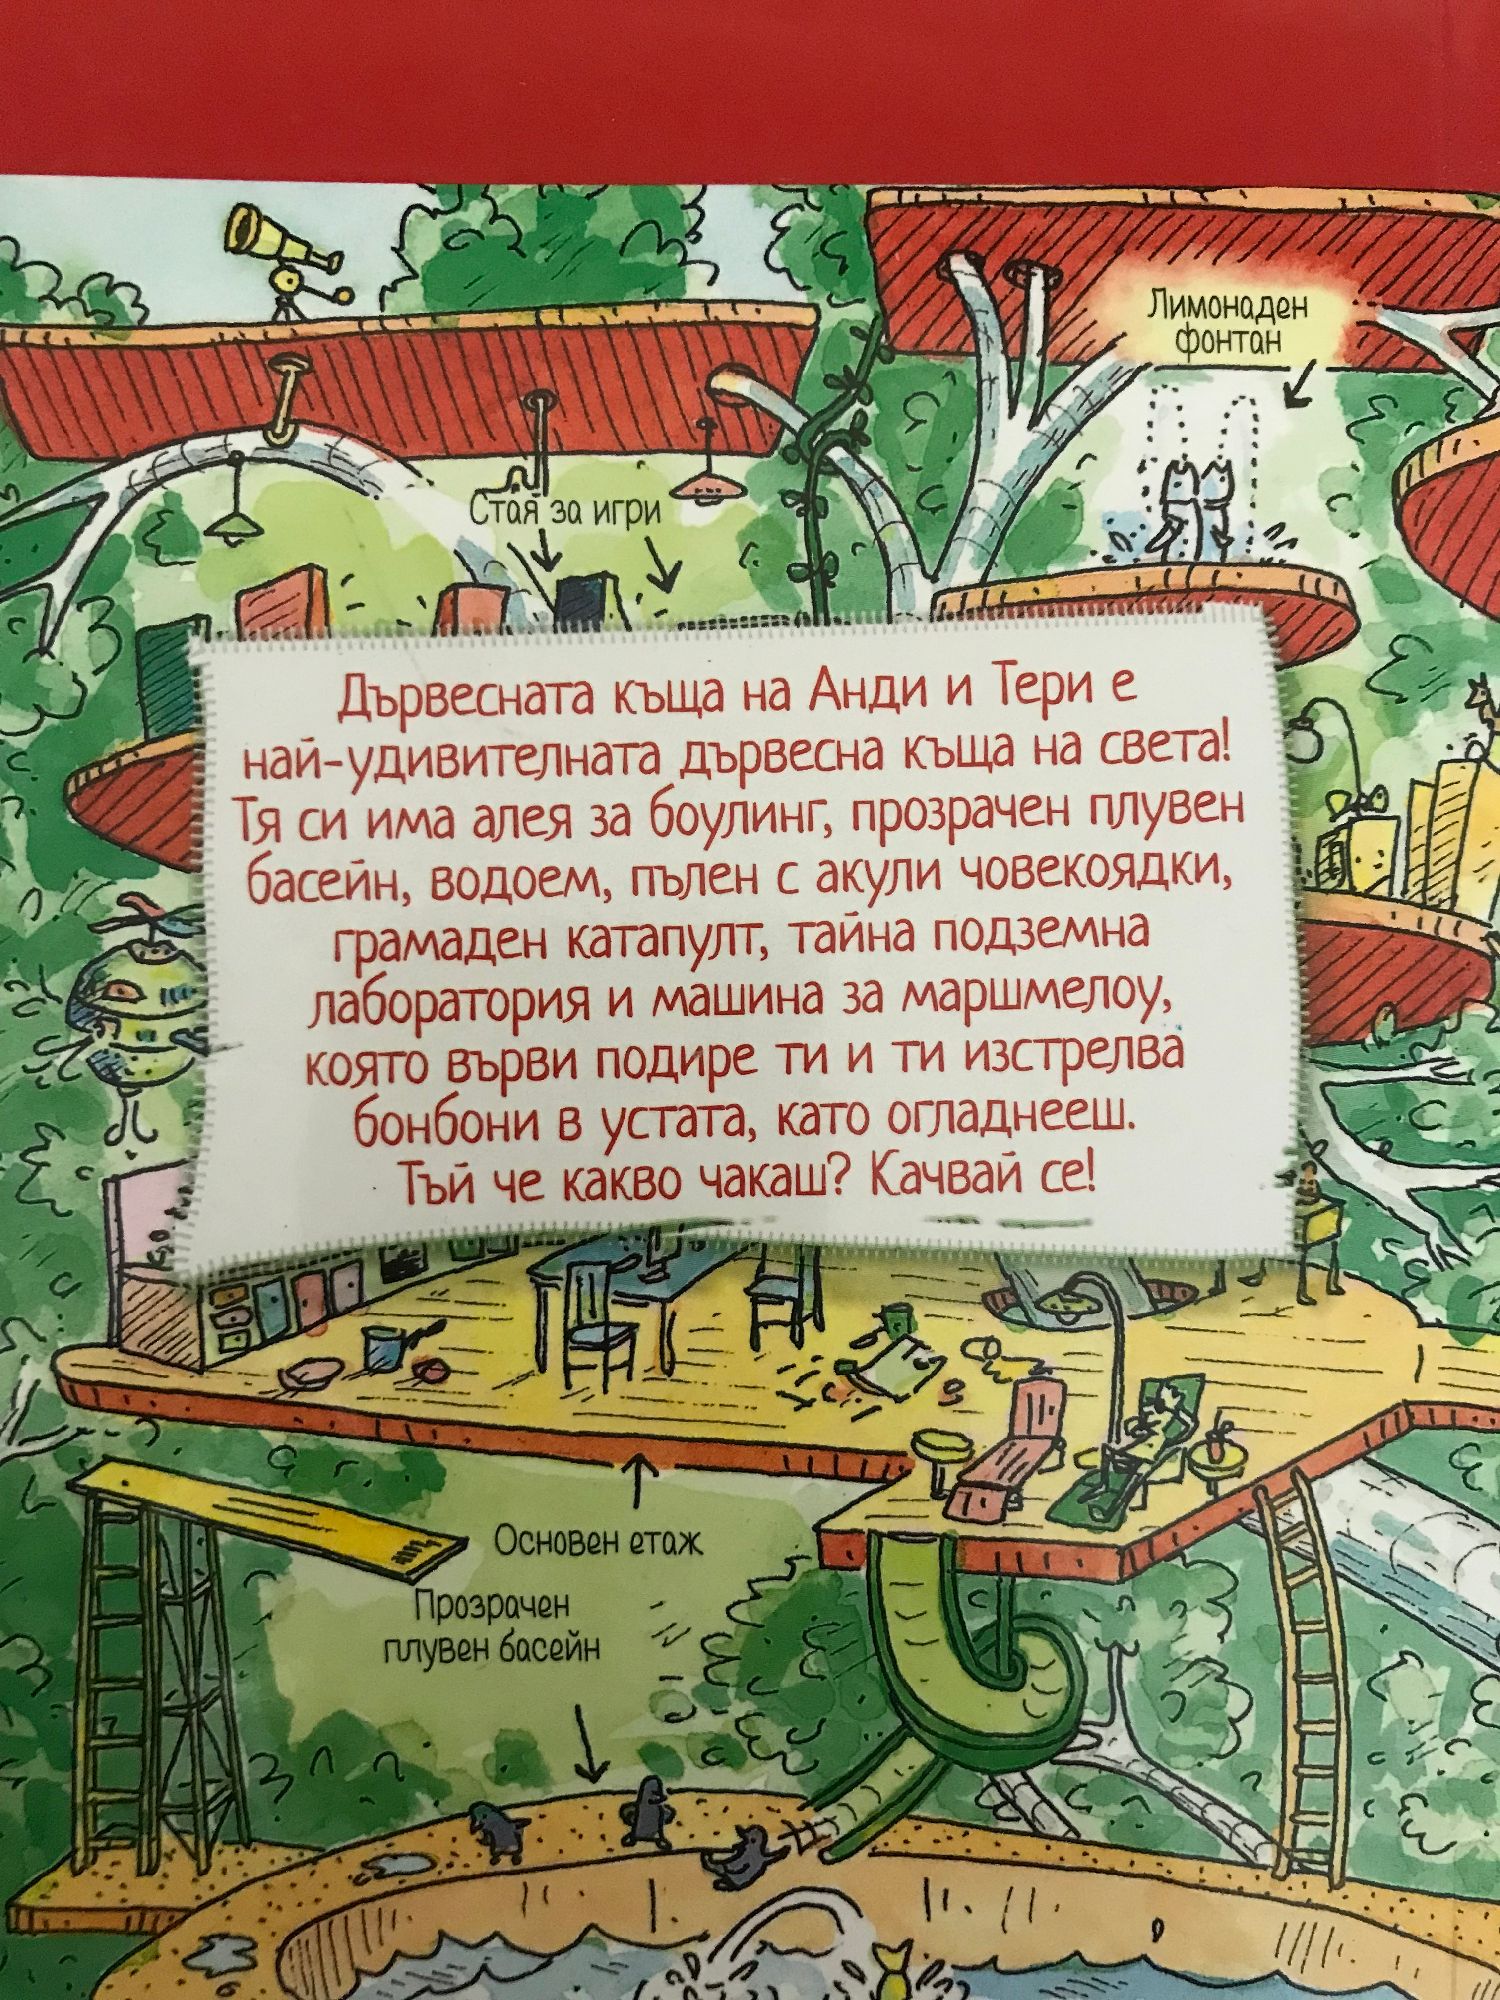 Лимонаден
фонтан
Стая за игри
Дървесната къща на Анди и Тери е
най-удивителната дървесна къща на света!
Тя си има алея за боулинг, прозрачен плувен
басейн, водоем, пълен с акули човекоядки,
грамаден катапулт, тайна подземна
лаборатория и машина за маршмелоу,
която върви подире ти и ти изстрелва
бонбони в устата, като огладнееш.
Тъй че какво чакаш? Качвай се!
Основен етаж
Прозрачен
плувен басейн